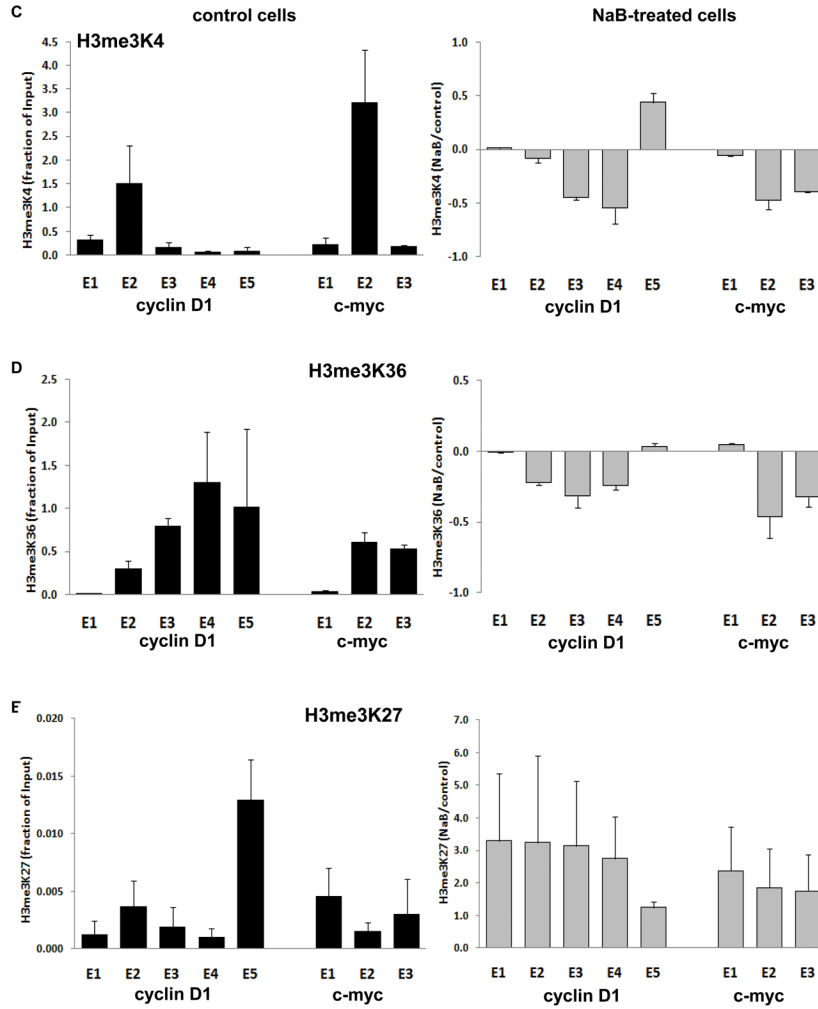 C
control cells
NaB-treated cells
H3me3K4
H3me3K4 (fraction of Input)
4.5
4.0
3.5
3.0
2.5
2.0
1.5
1.0
0.5
0.0
E1 E2 E3 E4 E5 E1 E2 E3
cyclin D1 c-myc
H3me3K4 (NaB/control)
1.0
0.5
0.0
-0.5
-1.0
E1 E2 E3 E4 E5 E1 E2 E3
cyclin D1 c-myc
D
H3me3K36
H3me3K36 (fraction of Input)
2.5
2.0
1.5
1.0
0.5
0.0
E1 E2 E3 E4 E5 E1 E2 E3
cyclin D1 c-myc
H3me3K36 (NaB/control)
0.5
0.0
-0.5
-1.0
E1 E2 E3 E4 E5 E1 E2 E3
cyclin D1 c-myc
E
H3me3K27
H3me3K27 (fraction of Input)
0.020
0.015
0.010
0.005
0.000
E1 E2 E3 E4 E5 E1 E2 E3
cyclin D1 c-myc
H3me3K27 (NaB/control)
7.0
6.0
5.0
4.0
3.0
2.0
1.0
0.0
E1 E2 E3 E4 E5 E1 E2 E3
cyclin D1 c-myc